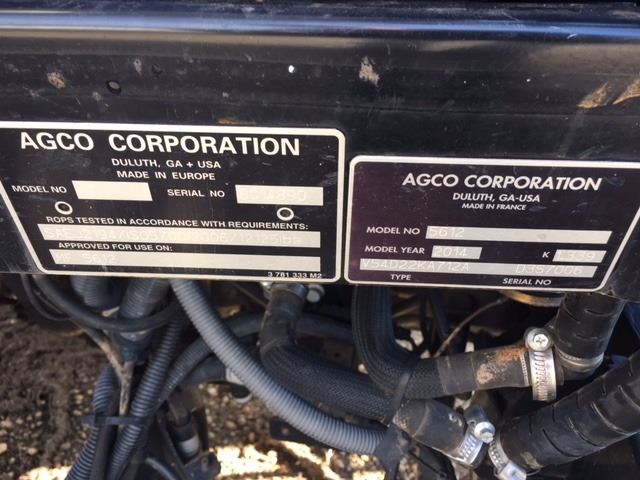 AGCO CORPORATION
DULUTH, GA + USA
MADE IN EUROPE
MODEL NO
SERIAL NO
ROPS TESTED IN ACCORDANCE WITH REQUIREMENTS:
APPROVED FOR USE ON:
MF 5612
3 781 333 M2
AGCO CORPORATION
DULUTH, GA-USA
MADE IN FRANCE
MODEL NO 5612
MODEL YEAR 2014 K L339
V54D22KA712A D357006
TYPE SERIAL NO